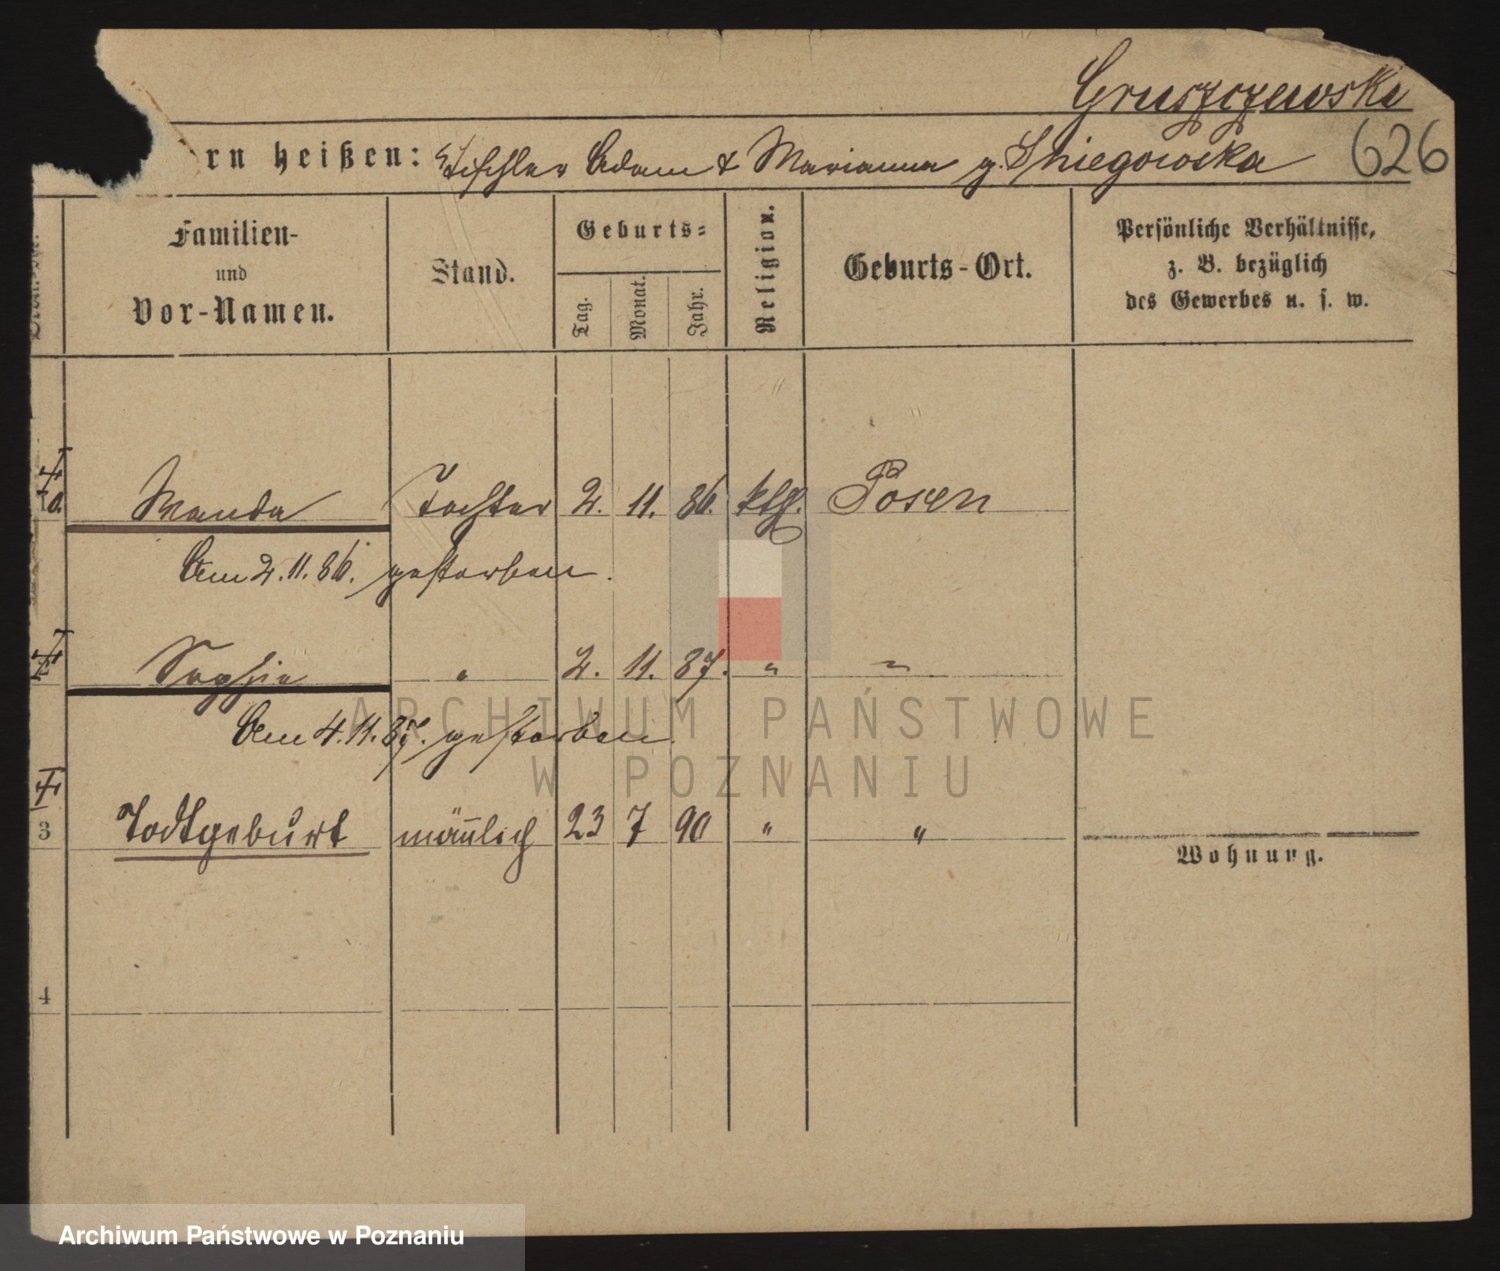 Gruszczewski
rn heißen: Tischler Adam & Marianna g. Sniegowska 626
Familien-
und
Vor-Namen.
Stand.
Geburts=
Tag.
Monat.
Jahr.
Religion.
Geburts-Ort.
Persönliche Verhältnisse,
z. B. bezüglich
des Gewerbes u. s. w.
Wanda Tochter 2. 11. 86. kth. Posen
Am 2. 11. 86. gestorben.
Sophie " 2. 11. 87. " "
Am 4. 11. 87. gestorben.
3 Todtgeburt männlich 23 7 90 " "
Wohnung.
4
ARCHIWUM PAŃSTWOWE
W POZNANIU
Archiwum Państwowe w Poznaniu